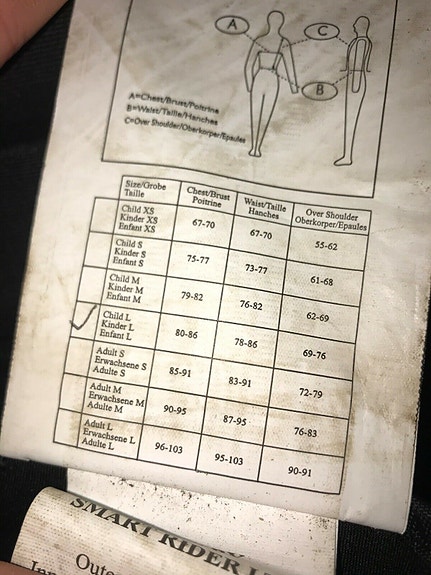 A
C
B
A=Chest/Brust/Poitrine
B=Waist/Taille/Hanches
C=Over Shoulder/Oberkorper/Epaules
Size/Grobe Taille Chest/Brust Poitrine Waist/Taille Hanches Over Shoulder Oberkorper/Epaules
Child XS Kinder XS Enfant XS 67-70 67-70 55-62
Child S Kinder S Enfant S 75-77 73-77 61-68
Child M Kinder M Enfant M 79-82 76-82 62-69
Child L Kinder L Enfant L 80-86 78-86 69-76
Adult S Erwachsene S Adulte S 85-91 83-91 72-79
Adult M Erwachsene M Adulte M 90-95 87-95 76-83
Adult L Erwachsene L Adulte L 96-103 95-103 90-91
SMART RIDER
Oute